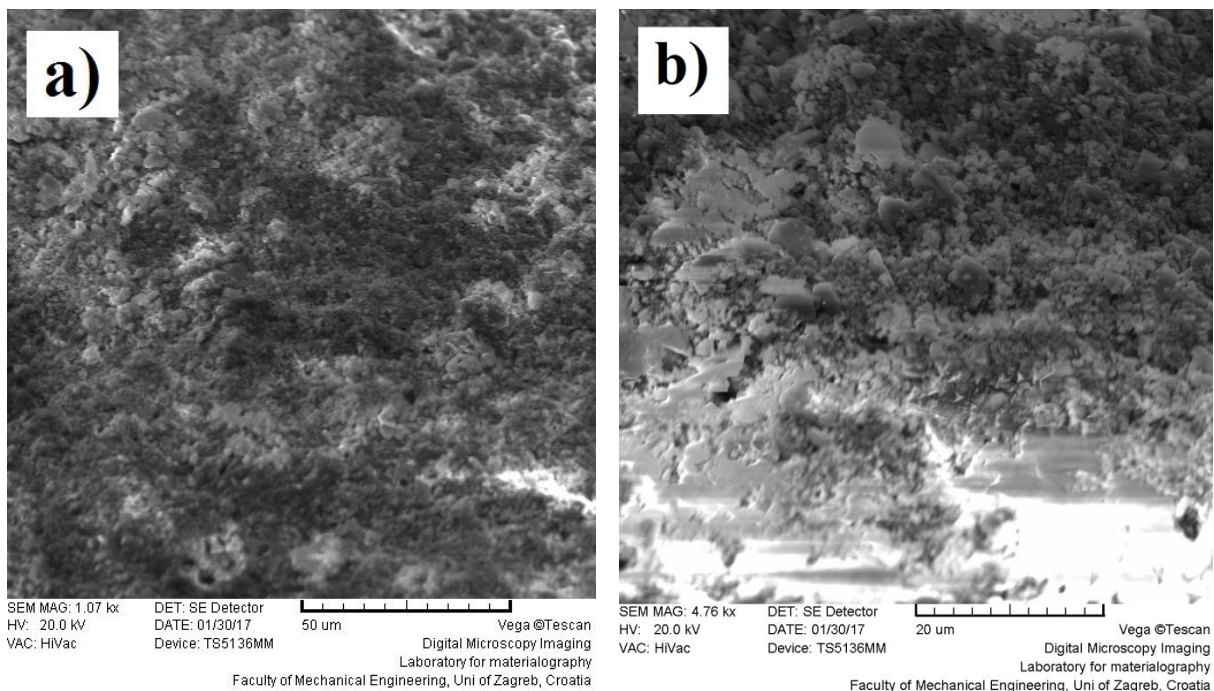 a)
SEM MAG: 1.07 kx DET: SE Detector
HV: 20.0 kV DATE: 01/30/17 50 um Vega ©Tescan
VAC: HiVac Device: TS5136MM Digital Microscopy Imaging
Laboratory for materialography
Faculty of Mechanical Engineering, Uni of Zagreb, Croatia
b)
SEM MAG: 4.76 kx DET: SE Detector
HV: 20.0 kV DATE: 01/30/17 20 um Vega ©Tescan
VAC: HiVac Device: TS5136MM Digital Microscopy Imaging
Laboratory for materialography
Faculty of Mechanical Engineering, Uni of Zagreb, Croatia